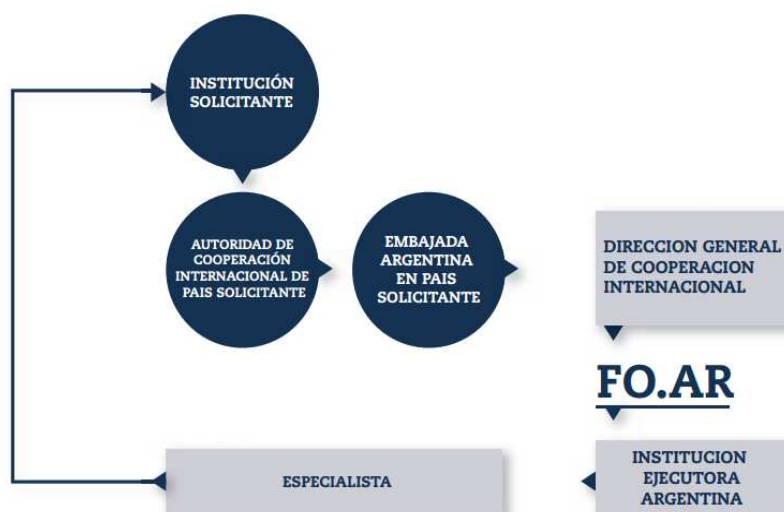 INSTITUCIÓN
SOLICITANTE
AUTORIDAD DE
COOPERACIÓN
INTERNACIONAL DE
PAIS SOLICITANTE
EMBAJADA
ARGENTINA
EN PAIS
SOLICITANTE
DIRECCION GENERAL
DE COOPERACION
INTERNACIONAL
FO.AR
INSTITUCION
EJECUTORA
ARGENTINA
ESPECIALISTA